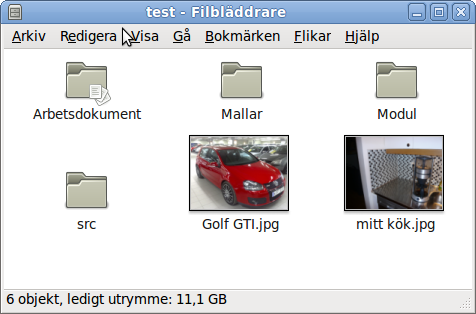 test - Filbläddrare
Arkiv Redigera Visa Gå Bokmärken Flikar Hjälp
Arbetsdokument Mallar Modul
src Golf GTI.jpg mitt kök.jpg
6 objekt, ledigt utrymme: 11,1 GB